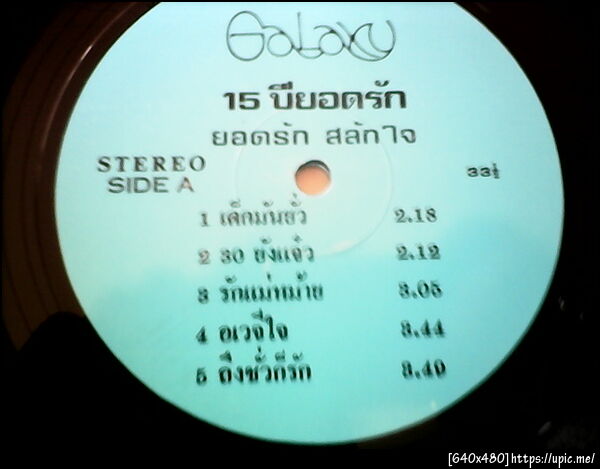 Galaxy
15 ปียอดรัก
ยอดรัก สลักใจ
STEREO
SIDE A
33⅓
1 เด็กมันยั่ว 2.18
2 30 ยังแจ๋ว 2.12
3 รักแม่หม้าย 3.05
4 อเวจีใจ 3.44
5 ถึงชั่วก็รัก 3.49
[640x480]https://upic.me/